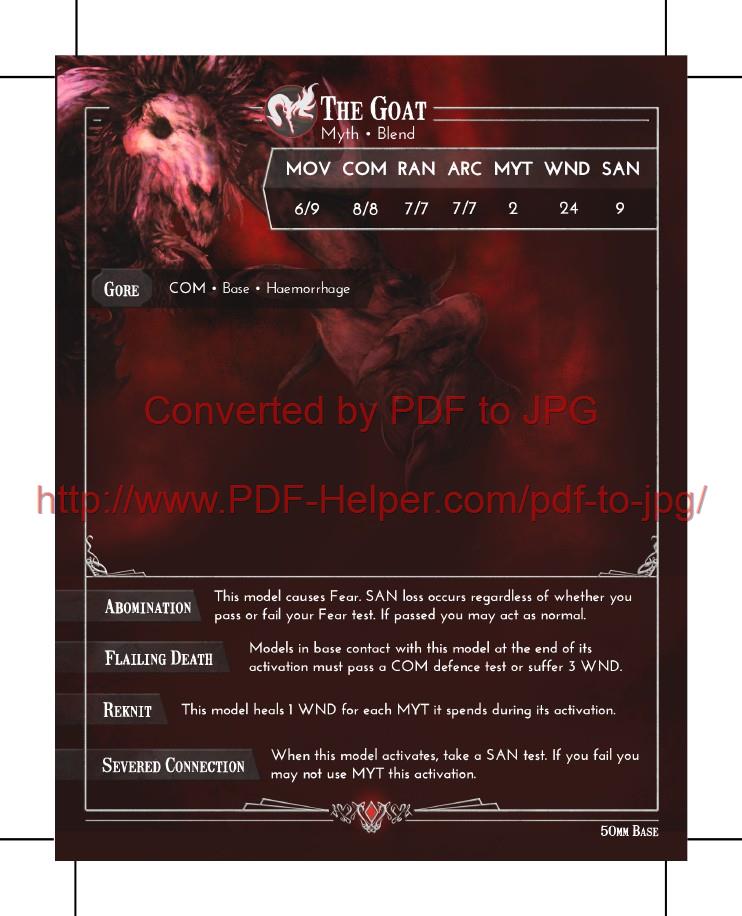 The Goat
Myth • Blend
MOV COM RAN ARC MYT WND SAN
6/9 8/8 7/7 7/7 2 24 9
Gore COM • Base • Haemorrhage
Converted by PDF to JPG
http://www.PDF-Helper.com/pdf-to-jpg/
Abomination
This model causes Fear. SAN loss occurs regardless of whether you
pass or fail your Fear test. If passed you may act as normal.
Flailing Death
Models in base contact with this model at the end of its
activation must pass a COM defence test or suffer 3 WND.
Reknit This model heals 1 WND for each MYT it spends during its activation.
Severed Connection
When this model activates, take a SAN test. If you fail you
may not use MYT this activation.
50mm Base